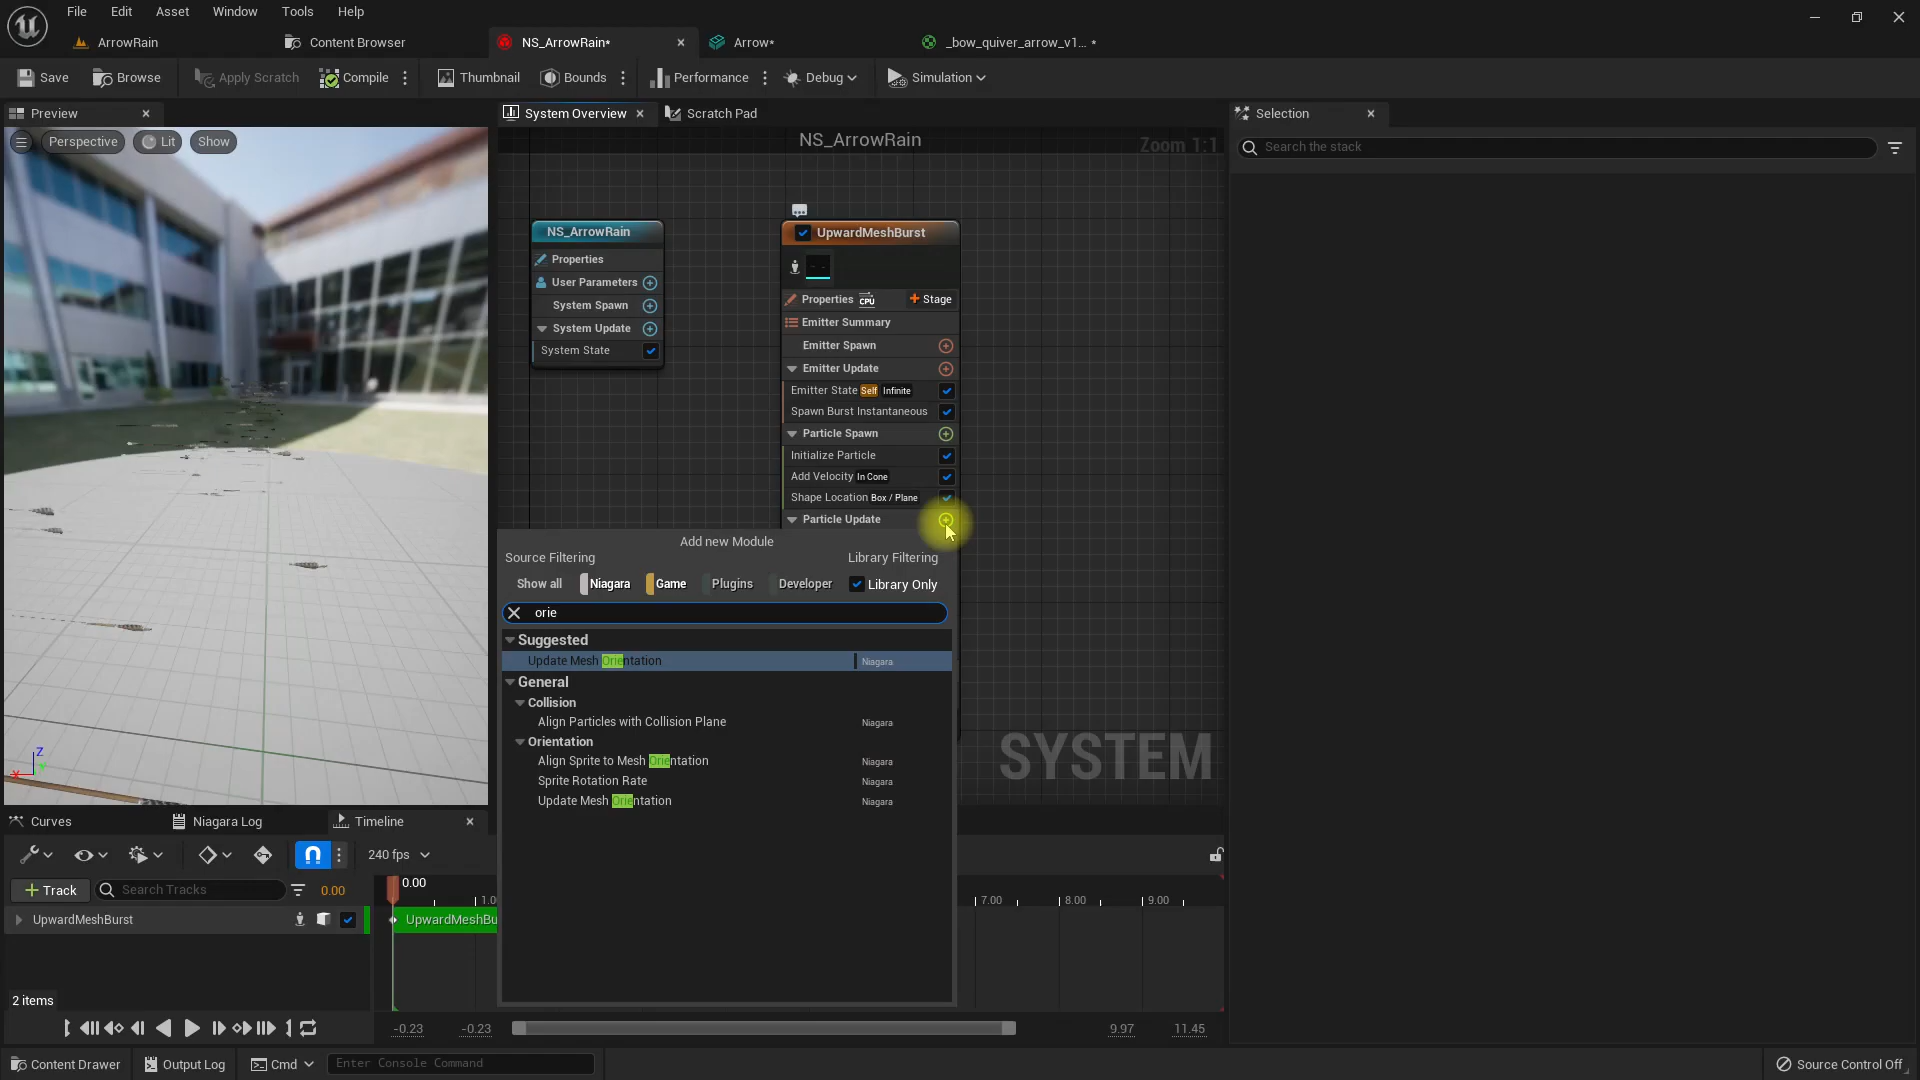 File Edit Asset Window Tools Help
ArrowRain Content Browser NS_ArrowRain* Arrow* _bow_quiver_arrow_v1... *
Save Browse Apply Scratch Compile Thumbnail Bounds Performance Debug Simulation
Preview System Overview Scratch Pad Selection
Perspective Lit Show NS_ArrowRain Zoom 1:1 Search the stack
NS_ArrowRain UpwardMeshBurst
Properties
User Parameters
System Spawn
System Update
System State
Properties CPU Stage
Emitter Summary
Emitter Spawn
Emitter Update
Emitter State Self Infinite
Spawn Burst Instantaneous
Particle Spawn
Initialize Particle
Add Velocity In Cone
Shape Location Box / Plane
Particle Update
Add new Module
Source Filtering Library Filtering
Show all Niagara Game Plugins Developer Library Only
orie
Suggested
Update Mesh Orientation Niagara
General
Collision
Align Particles with Collision Plane Niagara
Orientation
Align Sprite to Mesh Orientation Niagara
Sprite Rotation Rate Niagara
Update Mesh Orientation Niagara
SYSTEM
Z
Y
X
Curves Niagara Log Timeline
240 fps
Track Search Tracks 0.00 0.00
1.0 7.00 8.00 9.00
UpwardMeshBurst UpwardMeshBu
2 items
-0.23 -0.23 9.97 11.45
Content Drawer Output Log Cmd Enter Console Command Source Control Off